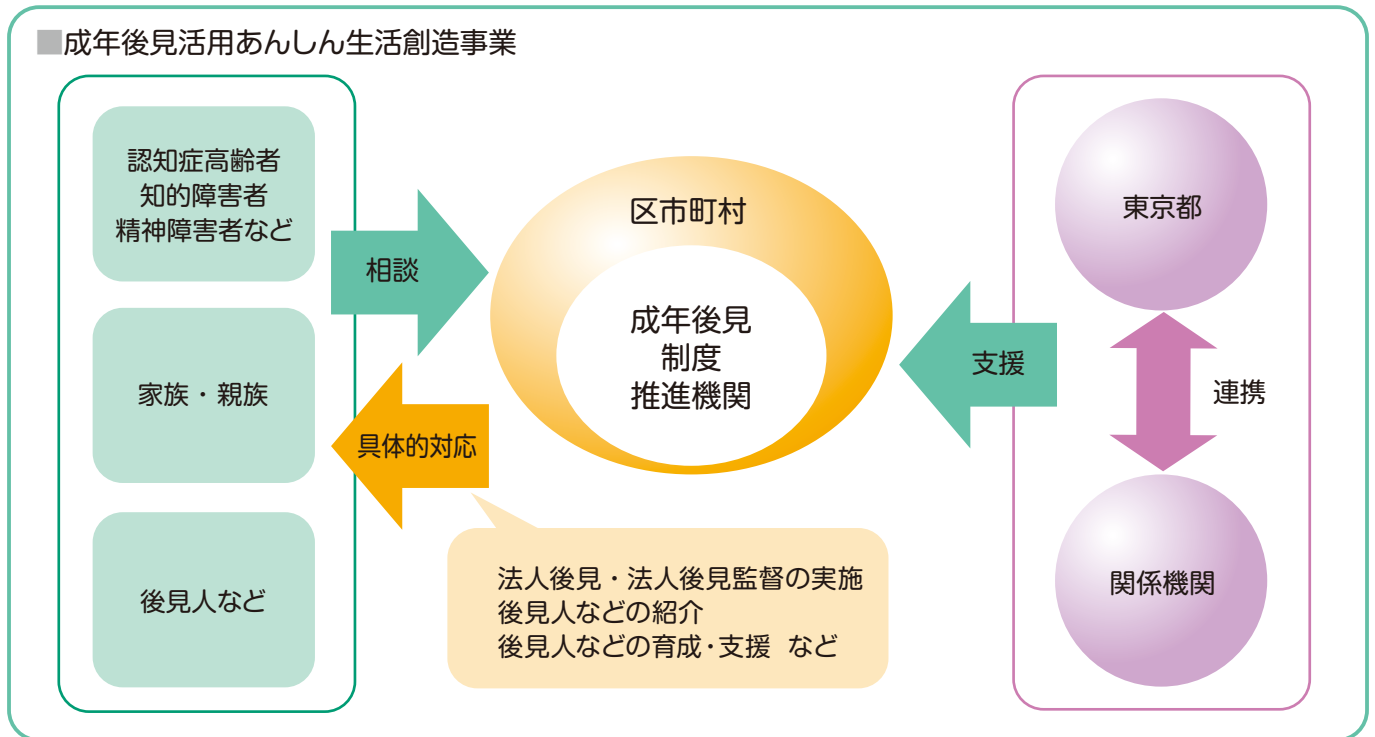 ■成年後見活用あんしん生活創造事業
認知症高齢者
知的障害者
精神障害者など
家族・親族
後見人など
相談
具体的対応
区市町村
成年後見
制度
推進機関
法人後見・法人後見監督の実施
後見人などの紹介
後見人などの育成・支援 など
支援
東京都
連携
関係機関